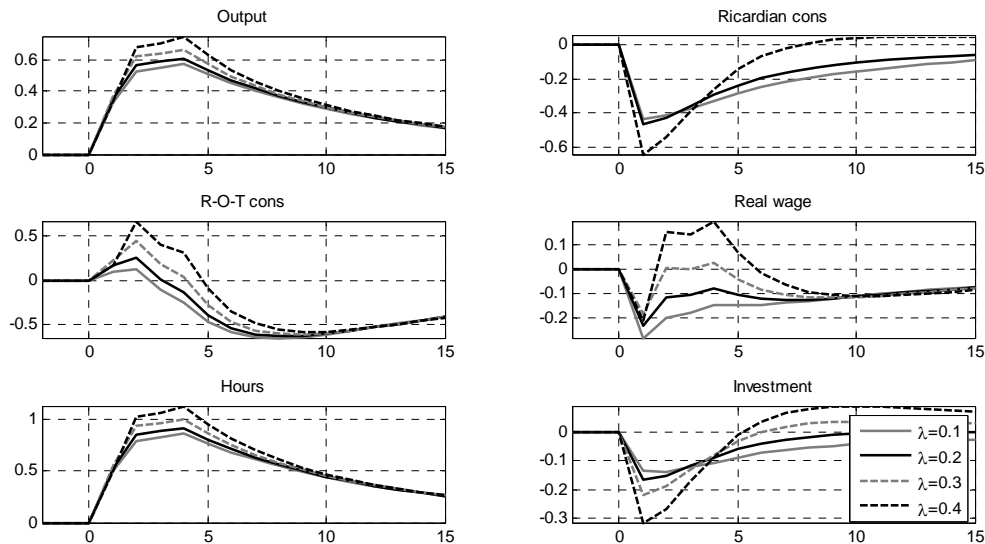 Output
0.6
0.4
0.2
0
0 5 10 15
Ricardian cons
0
-0.2
-0.4
-0.6
0 5 10 15
R-O-T cons
0.5
0
-0.5
0 5 10 15
Real wage
0.1
0
-0.1
-0.2
0 5 10 15
Hours
1
0.5
0
0 5 10 15
Investment
0
-0.1
-0.2
-0.3
0 5 10 15
λ=0.1
λ=0.2
λ=0.3
λ=0.4